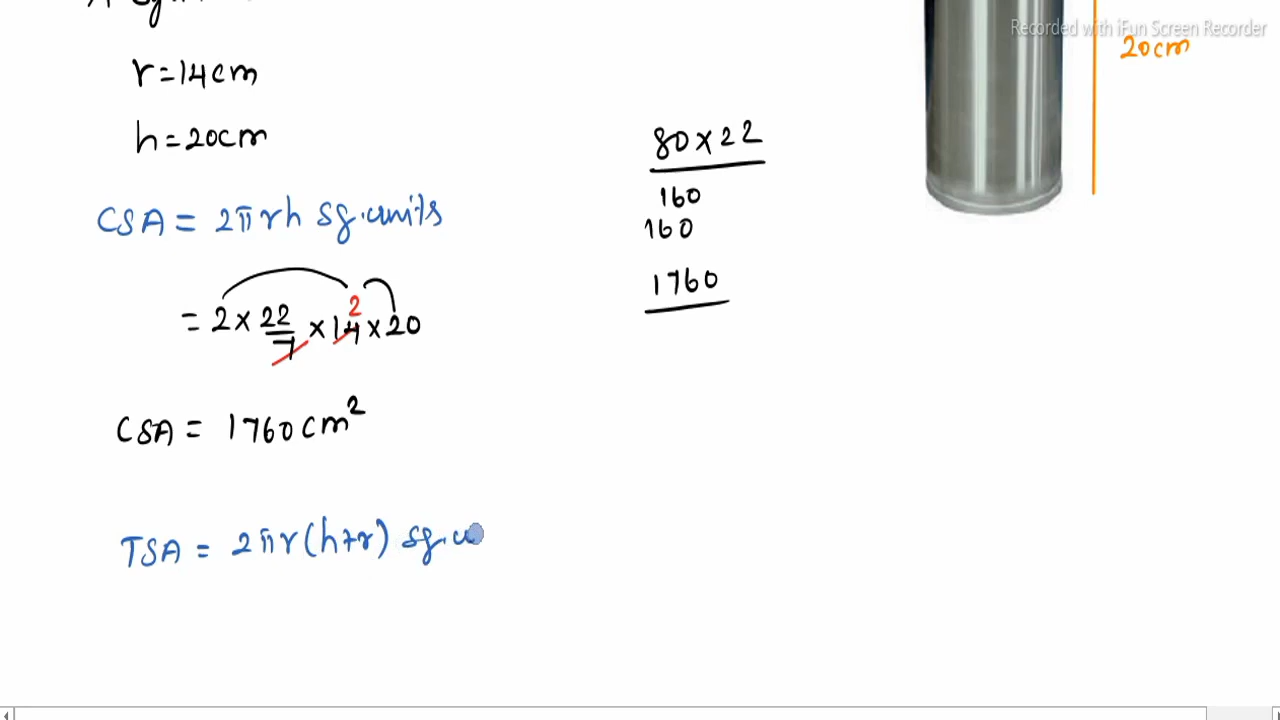 Recorded with iFun Screen Recorder
20cm
r=14cm
h=20cm
80×22
160
160
1760
CSA = 2πrh sq.units
2
= 2×22/7×14×20
CSA = 1760cm²
TSA = 2πr(h+r) sq.u